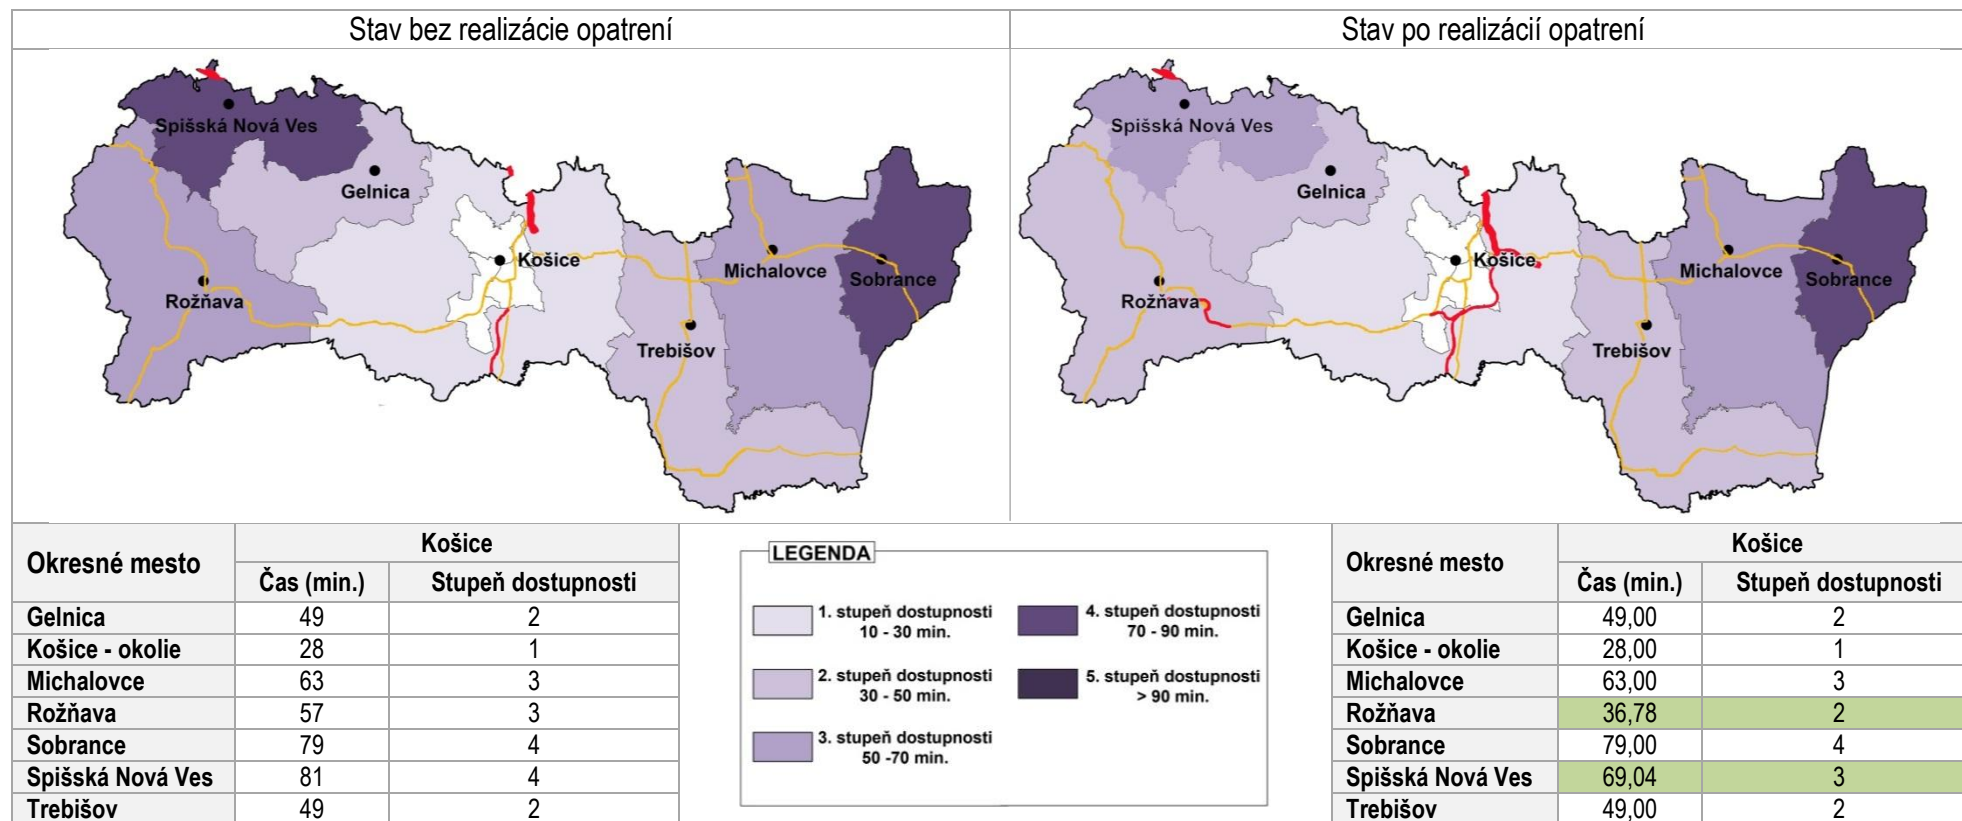 Stav bez realizácie opatrení
Stav po realizácií opatrení
Spišská Nová Ves
Gelnica
Košice
Rožňava
Michalovce
Sobrance
Trebišov
Spišská Nová Ves
Gelnica
Košice
Rožňava
Michalovce
Sobrance
Trebišov
Okresné mesto Košice
Čas (min.) Stupeň dostupnosti
Gelnica 49 2
Košice - okolie 28 1
Michalovce 63 3
Rožňava 57 3
Sobrance 79 4
Spišská Nová Ves 81 4
Trebišov 49 2
LEGENDA
1. stupeň dostupnosti
10 - 30 min.
2. stupeň dostupnosti
30 - 50 min.
3. stupeň dostupnosti
50 -70 min.
4. stupeň dostupnosti
70 - 90 min.
5. stupeň dostupnosti
> 90 min.
Okresné mesto Košice
Čas (min.) Stupeň dostupnosti
Gelnica 49,00 2
Košice - okolie 28,00 1
Michalovce 63,00 3
Rožňava 36,78 2
Sobrance 79,00 4
Spišská Nová Ves 69,04 3
Trebišov 49,00 2